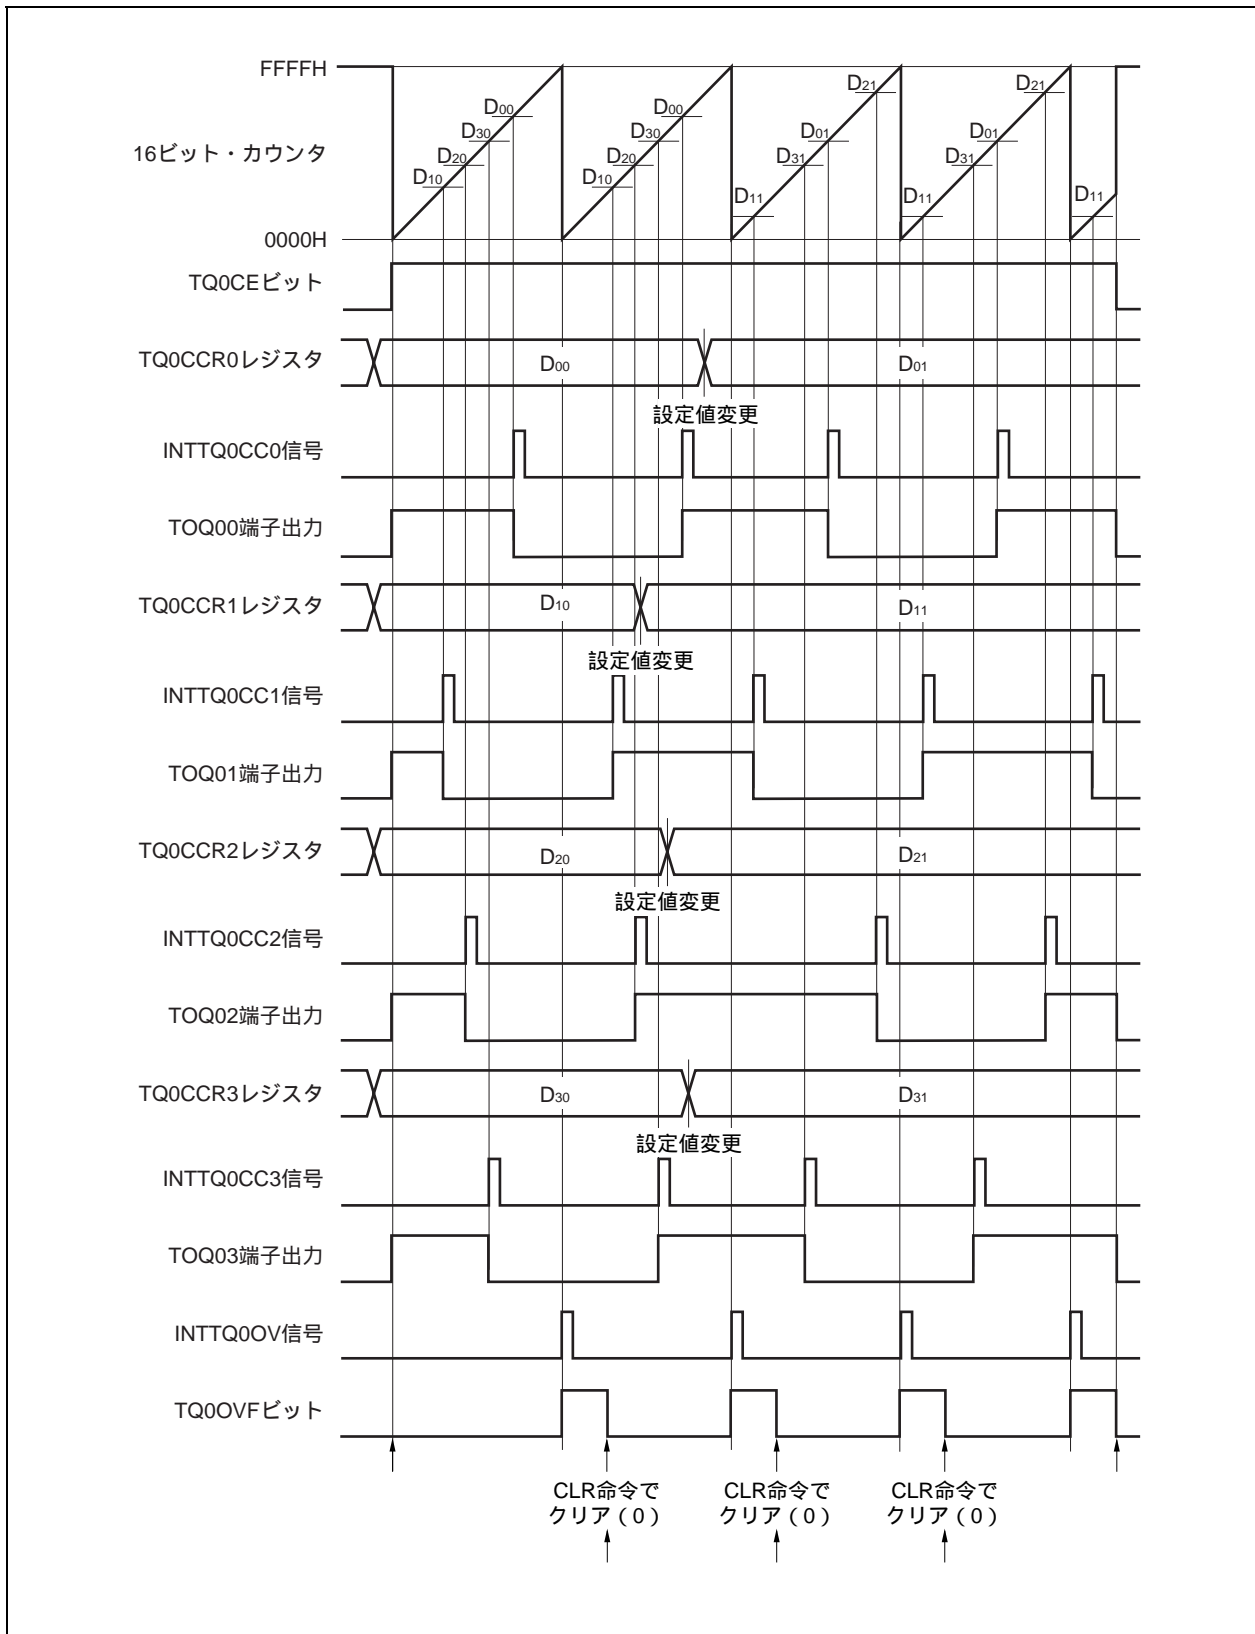 FFFFH
D00
D00
D21
D21
D30
D30
D01
D01
16ビット・カウンタ
D20
D20
D31
D31
D10
D10
D11
D11
D11
0000H
TQ0CEビット
TQ0CCR0レジスタ
D00
D01
設定値変更
INTTQ0CC0信号
TOQ00端子出力
TQ0CCR1レジスタ
D10
D11
設定値変更
INTTQ0CC1信号
TOQ01端子出力
TQ0CCR2レジスタ
D20
D21
設定値変更
INTTQ0CC2信号
TOQ02端子出力
TQ0CCR3レジスタ
D30
D31
設定値変更
INTTQ0CC3信号
TOQ03端子出力
INTTQ0OV信号
TQ0OVFビット
CLR命令で
クリア(0)
CLR命令で
クリア(0)
CLR命令で
クリア(0)